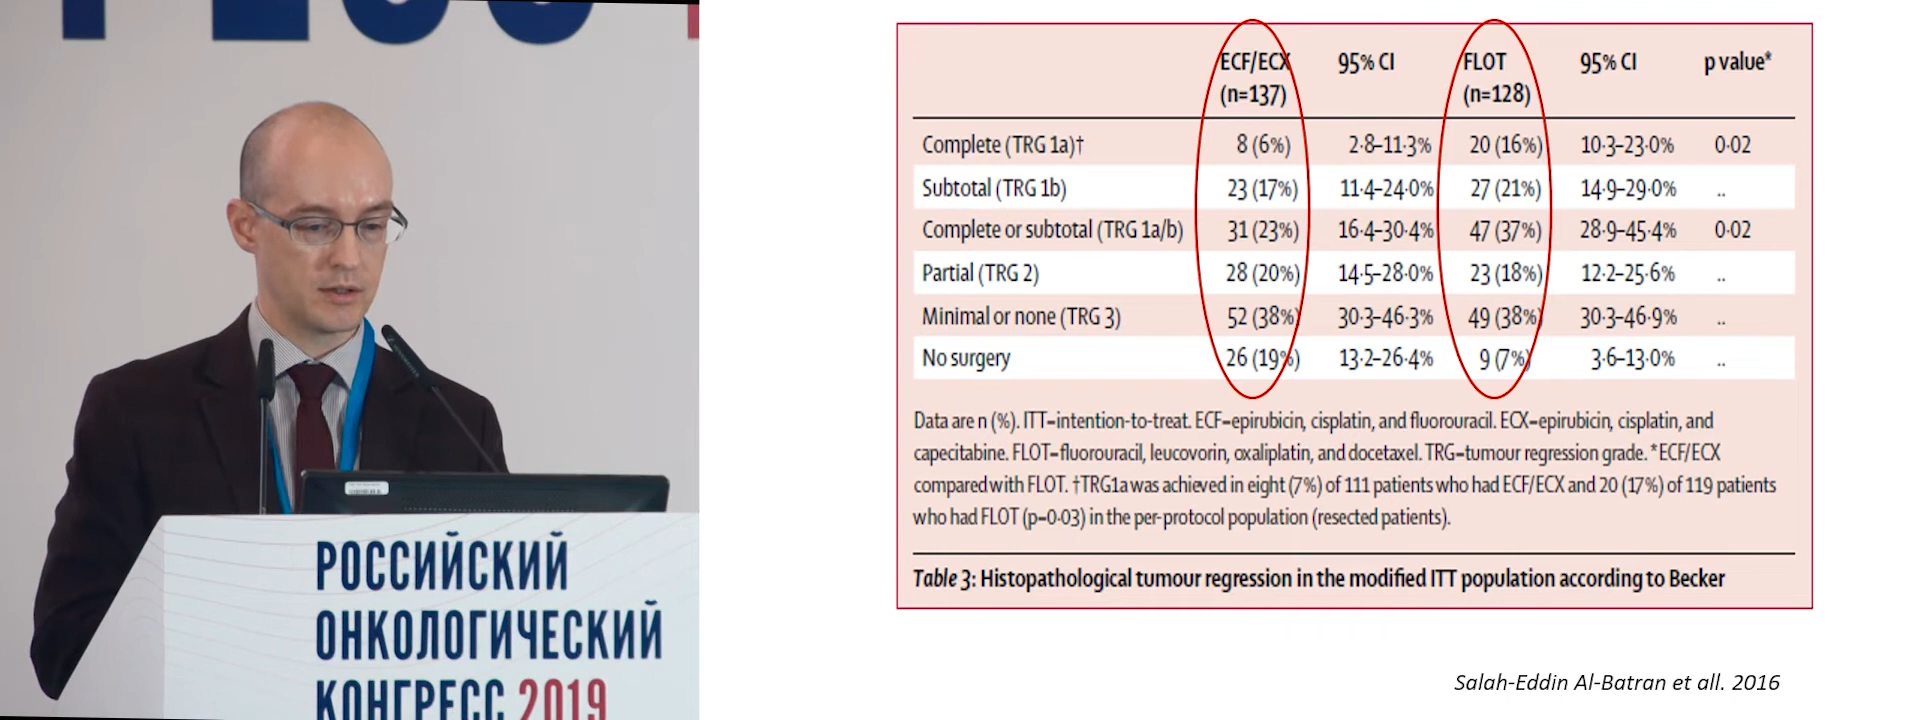 РОССИЙСКИЙ
ОНКОЛОГИЧЕСКИЙ
КОНГРЕСС 2019
ECF/ECX 95% CI FLOT 95% CI p value*
(n=137) (n=128)
Complete (TRG 1a)† 8 (6%) 2·8–11·3% 20 (16%) 10·3–23·0% 0·02
Subtotal (TRG 1b) 23 (17%) 11·4–24·0% 27 (21%) 14·9–29·0% ..
Complete or subtotal (TRG 1a/b) 31 (23%) 16·4–30·4% 47 (37%) 28·9–45·4% 0·02
Partial (TRG 2) 28 (20%) 14·5–28·0% 23 (18%) 12·2–25·6% ..
Minimal or none (TRG 3) 52 (38%) 30·3–46·3% 49 (38%) 30·3–46·9% ..
No surgery 26 (19%) 13·2–26·4% 9 (7%) 3·6–13·0% ..
Data are n (%). ITT=intention-to-treat. ECF=epirubicin, cisplatin, and fluorouracil. ECX=epirubicin, cisplatin, and
capecitabine. FLOT=fluorouracil, leucovorin, oxaliplatin, and docetaxel. TRG=tumour regression grade. *ECF/ECX
compared with FLOT. †TRG1a was achieved in eight (7%) of 111 patients who had ECF/ECX and 20 (17%) of 119 patients
who had FLOT (p=0·03) in the per-protocol population (resected patients).
Table 3: Histopathological tumour regression in the modified ITT population according to Becker
Salah-Eddin Al-Batran et all. 2016